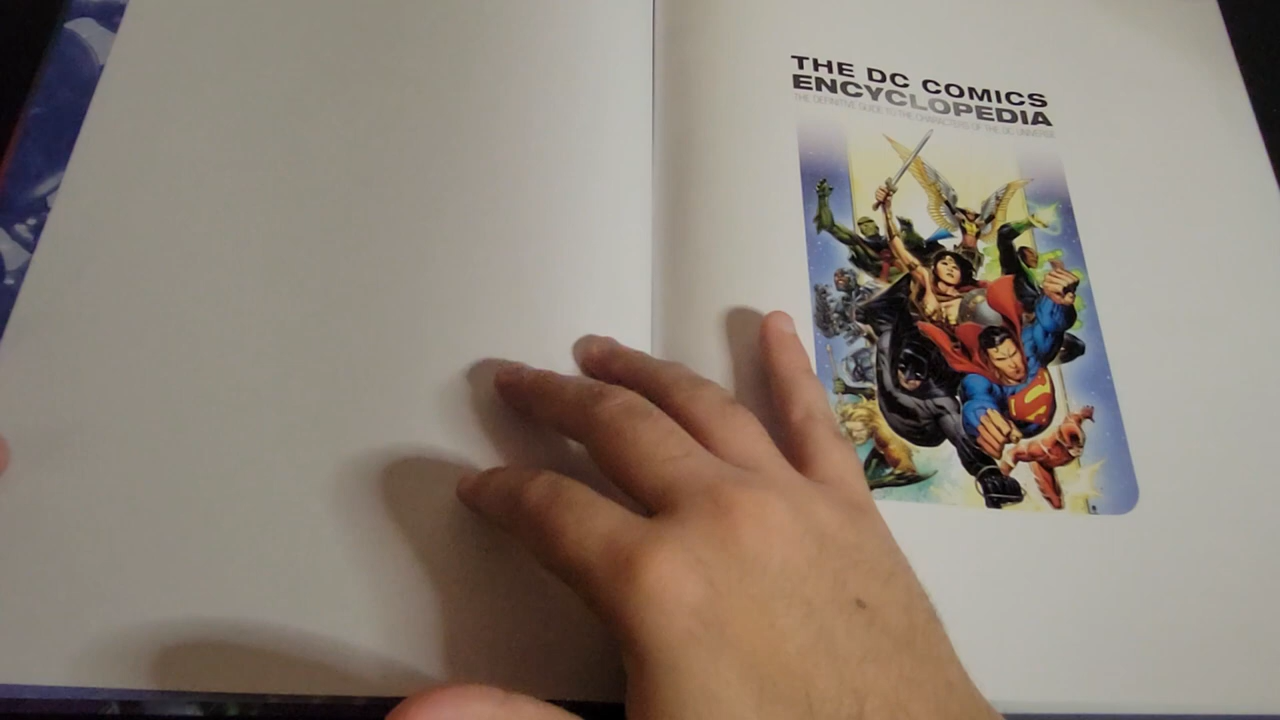 THE DC COMICS
ENCYCLOPEDIA
THE DEFINITIVE GUIDE TO THE CHARACTERS OF THE DC UNIVERSE